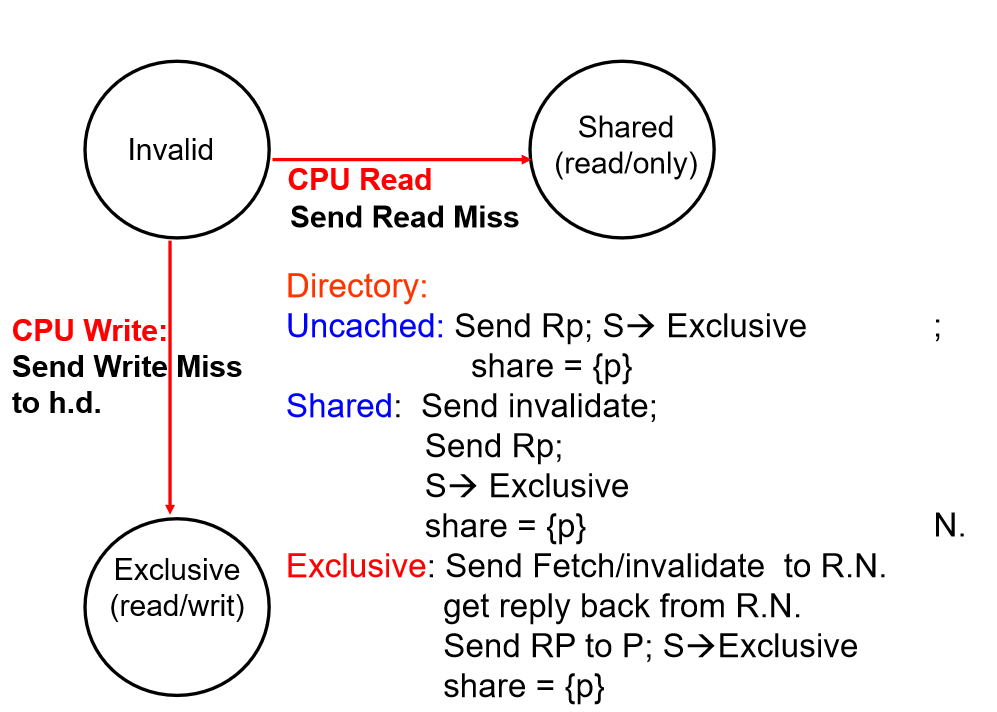 Invalid
Shared
(read/only)
CPU Read
Send Read Miss
Directory:
Uncached: Send Rp; S→ Exclusive ;
share = {p}
CPU Write:
Send Write Miss
to h.d.
Shared: Send invalidate;
Send Rp;
S→ Exclusive
share = {p} N.
Exclusive
(read/writ)
Exclusive: Send Fetch/invalidate to R.N.
get reply back from R.N.
Send RP to P; S→Exclusive
share = {p}